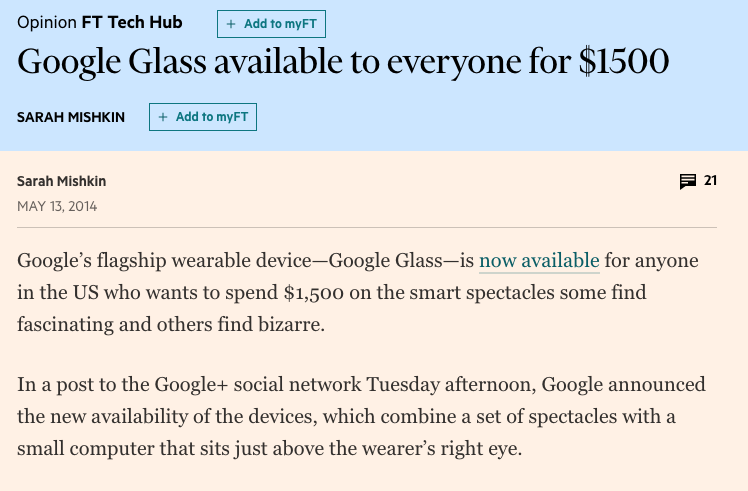 Opinion FT Tech Hub
+ Add to myFT
Google Glass available to everyone for $1500
SARAH MISHKIN
+ Add to myFT
Sarah Mishkin
21
MAY 13, 2014
Google’s flagship wearable device—Google Glass—is now available for anyone
in the US who wants to spend $1,500 on the smart spectacles some find
fascinating and others find bizarre.
In a post to the Google+ social network Tuesday afternoon, Google announced
the new availability of the devices, which combine a set of spectacles with a
small computer that sits just above the wearer’s right eye.